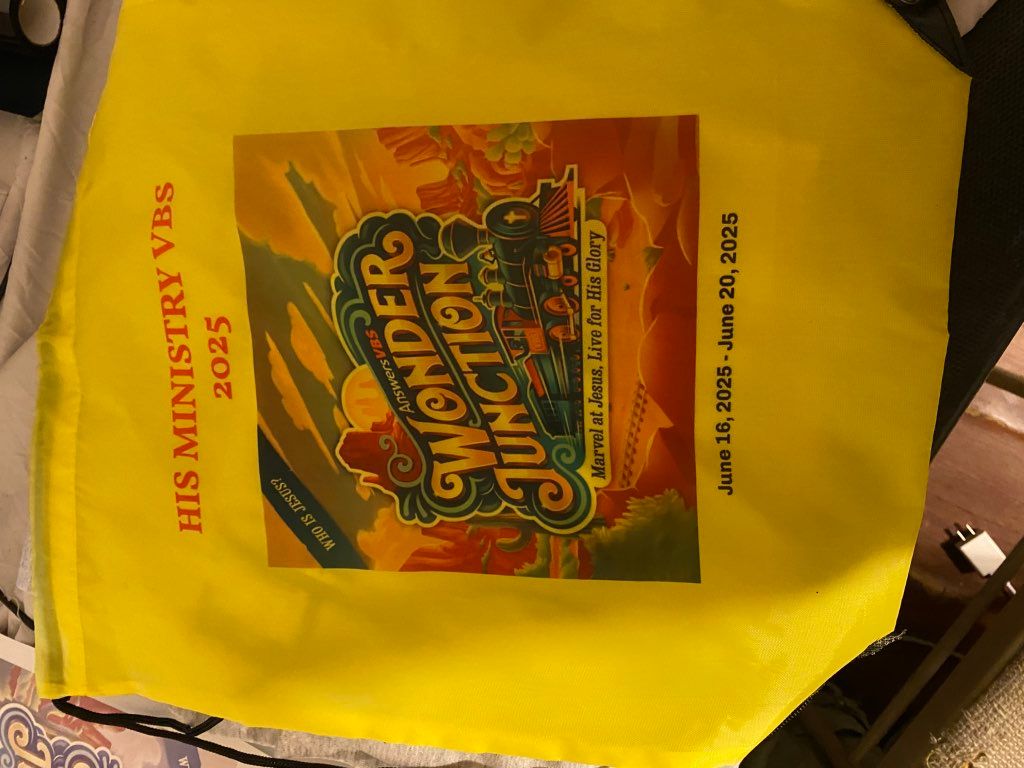 HIS MINISTRY VBS
2025
WHO IS JESUS?
Answers VBS
WONDER
JUNCTION
Marvel at Jesus, Live for His Glory
June 16, 2025 - June 20, 2025